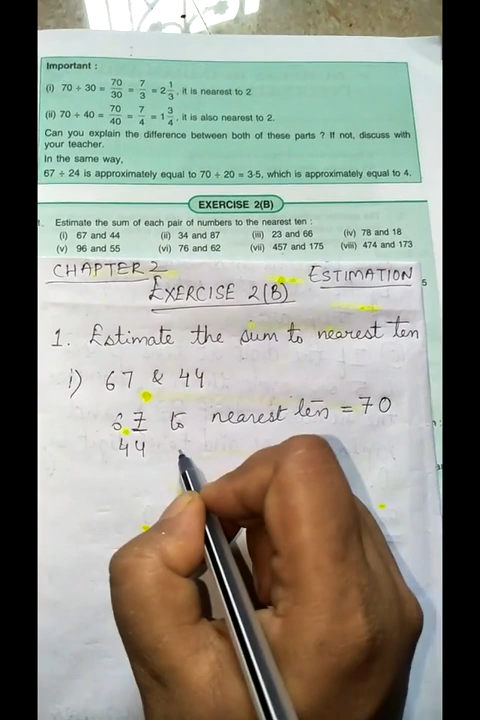 Important :
(i) 70 ÷ 30 = 70/30 = 7/3 = 2 1/3, it is nearest to 2
(ii) 70 ÷ 40 = 70/40 = 7/4 = 1 3/4, it is also nearest to 2.
Can you explain the difference between both of these parts ? If not, discuss with
your teacher.
In the same way,
67 ÷ 24 is approximately equal to 70 ÷ 20 = 3·5, which is approximately equal to 4.
EXERCISE 2(B)
1. Estimate the sum of each pair of numbers to the nearest ten :
(i) 67 and 44 (ii) 34 and 87 (iii) 23 and 66 (iv) 78 and 18
(v) 96 and 55 (vi) 76 and 62 (vii) 457 and 175 (viii) 474 and 173
CHAPTER 2 ESTIMATION
EXERCISE 2(B)
1. Estimate the sum to nearest ten
i) 67 & 44
67 to nearest ten = 70
44